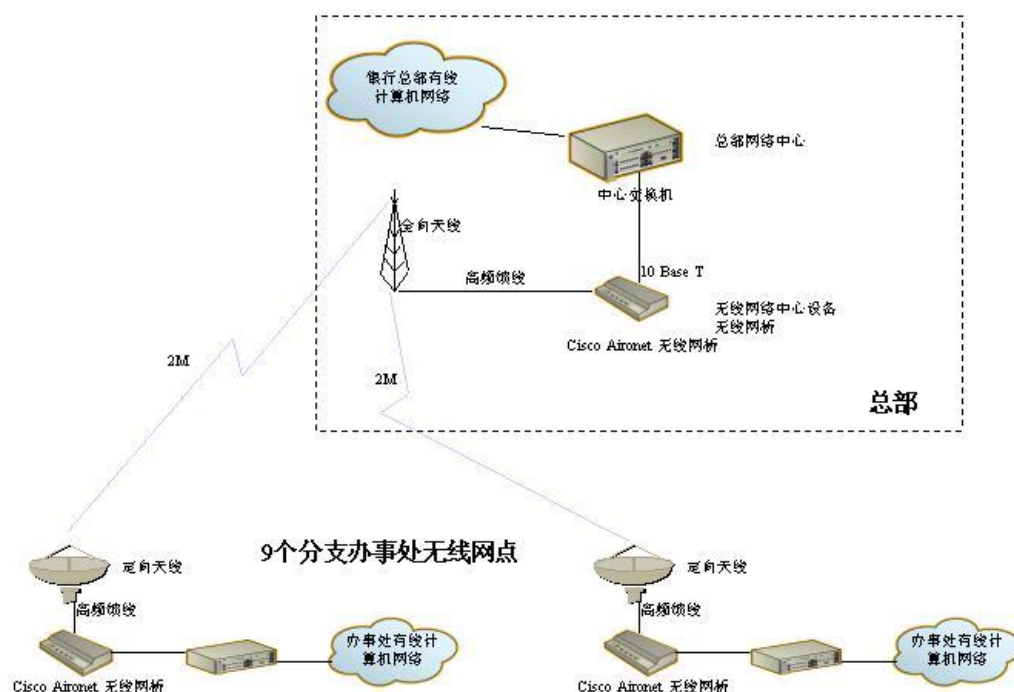 银行总部有线
计算机网络
总部网络中心
中心交换机
全向天线
10 Base T
高频馈线
无线网络中心设备
无线网析
Cisco Aironet 无线网析
2M
2M
总部
9个分支办事处无线网点
定向天线
高频馈线
办事处有线计
算机网络
Cisco Aironet 无线网析
定向天线
高频馈线
办事处有线计
算机网络
Cisco Aironet 无线网析